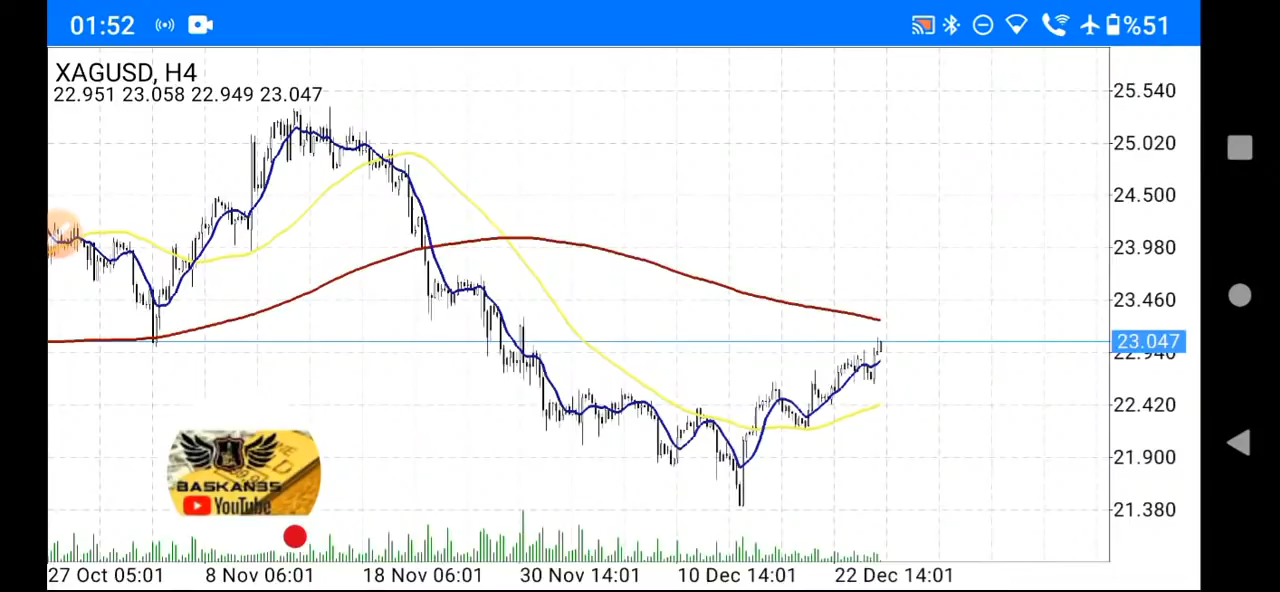 01:52
%51
XAGUSD, H4
22.951 23.058 22.949 23.047
25.540
25.020
24.500
23.980
23.460
23.047
22.940
22.420
21.900
21.380
BASKAN35
YouTube
27 Oct 05:01 8 Nov 06:01 18 Nov 06:01 30 Nov 14:01 10 Dec 14:01 22 Dec 14:01